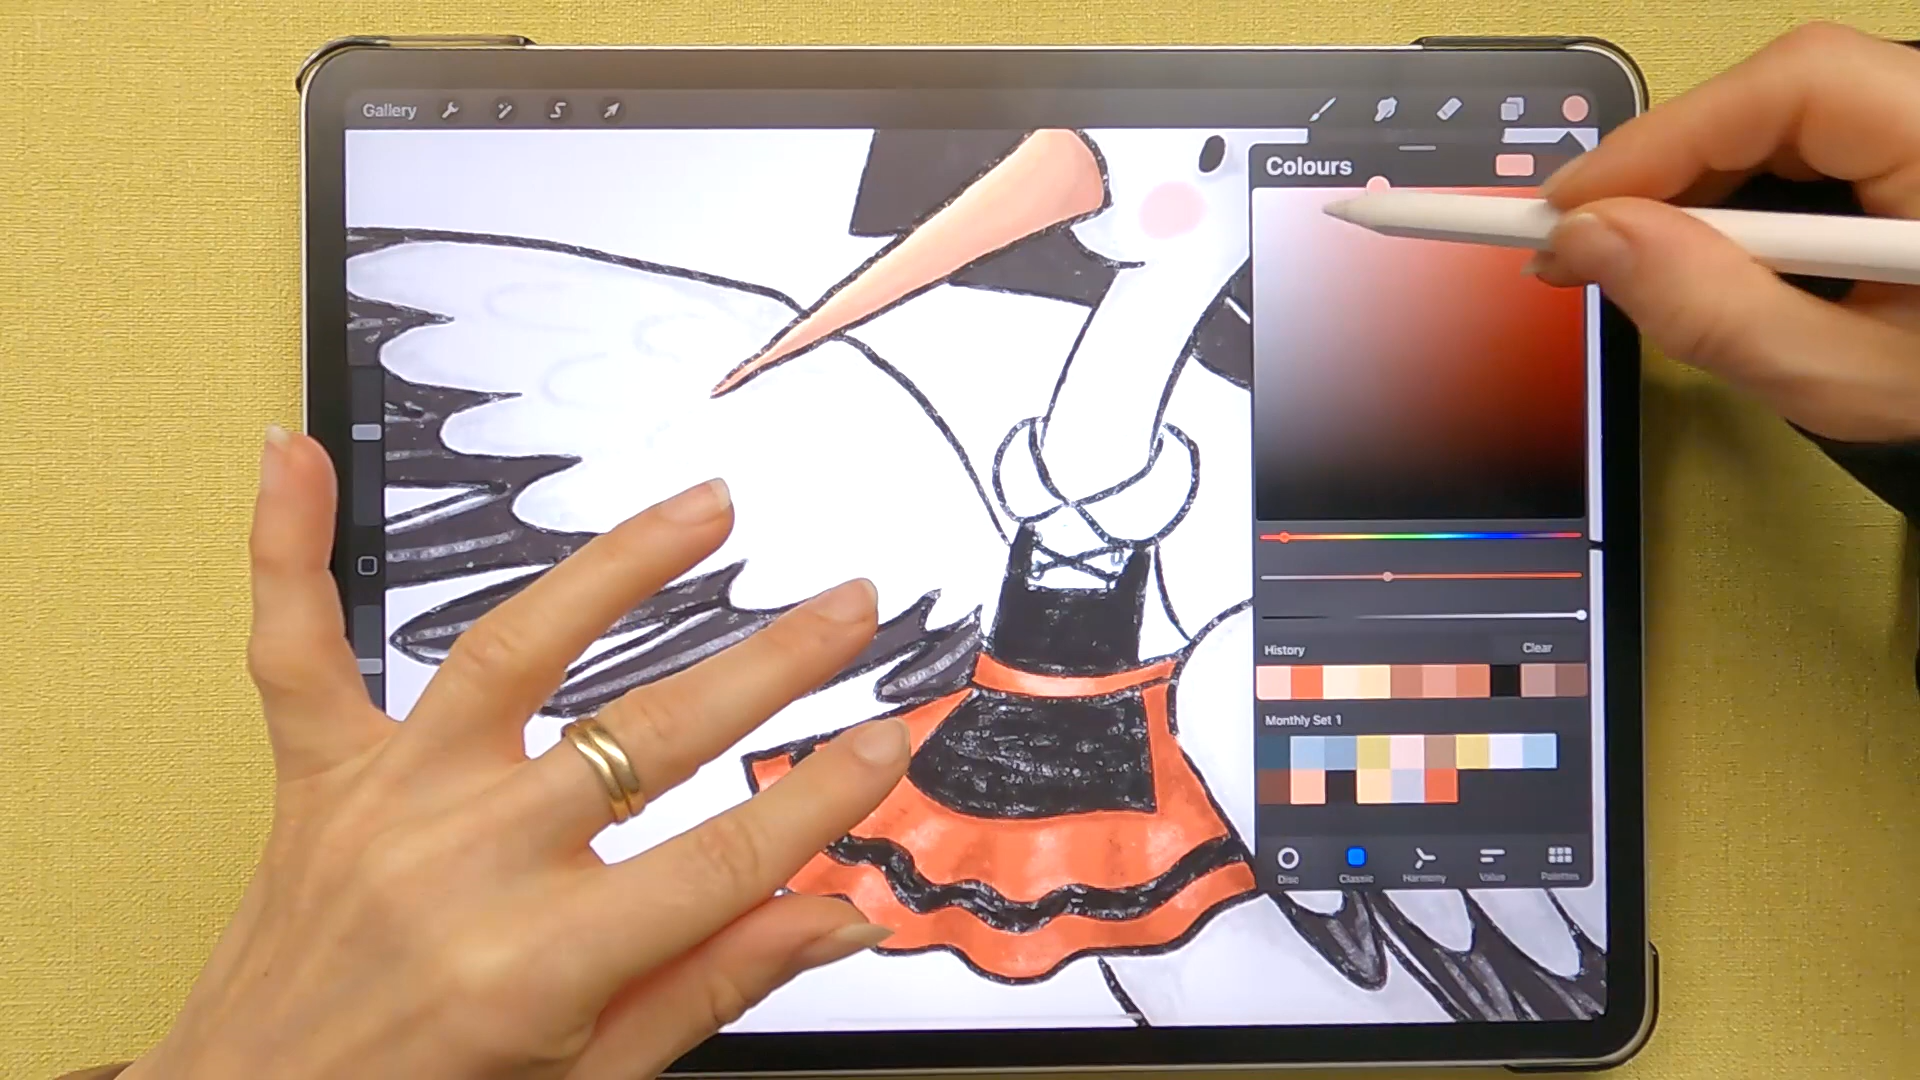 Gallery
Colours
History Clear
Monthly Set 1
Disc Classic Harmony Value Palettes